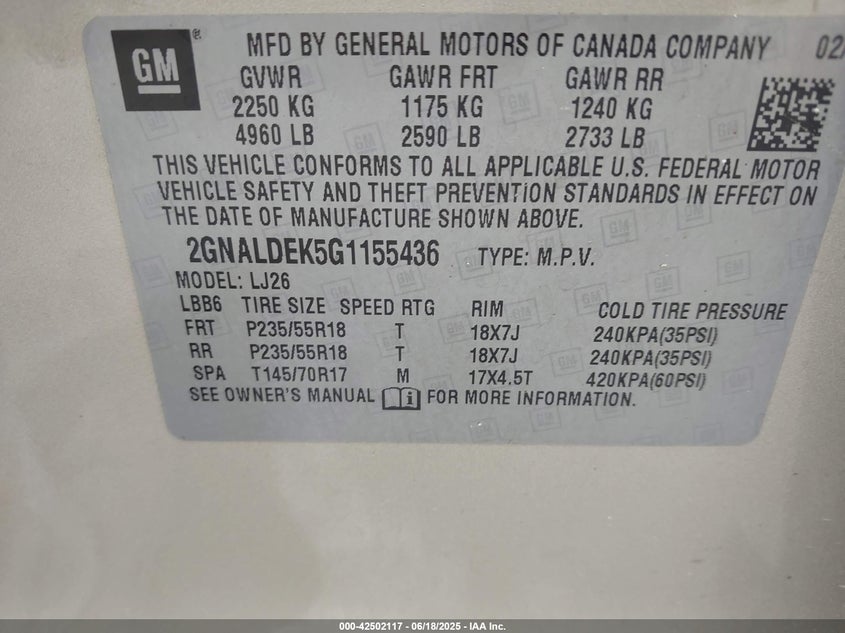 GM® MFD BY GENERAL MOTORS OF CANADA COMPANY 02/
GVWR GAWR FRT GAWR RR
2250 KG 1175 KG 1240 KG
4960 LB 2590 LB 2733 LB
THIS VEHICLE CONFORMS TO ALL APPLICABLE U.S. FEDERAL MOTOR
VEHICLE SAFETY AND THEFT PREVENTION STANDARDS IN EFFECT ON
THE DATE OF MANUFACTURE SHOWN ABOVE.
2GNALDEK5G1155436 TYPE: M.P.V.
MODEL: LJ26
LBB6 TIRE SIZE SPEED RTG RIM COLD TIRE PRESSURE
FRT P235/55R18 T 18X7J 240KPA(35PSI)
RR P235/55R18 T 18X7J 240KPA(35PSI)
SPA T145/70R17 M 17X4.5T 420KPA(60PSI)
SEE OWNER'S MANUAL FOR MORE INFORMATION.
000-42502117 - 06/18/2025 - IAA Inc.